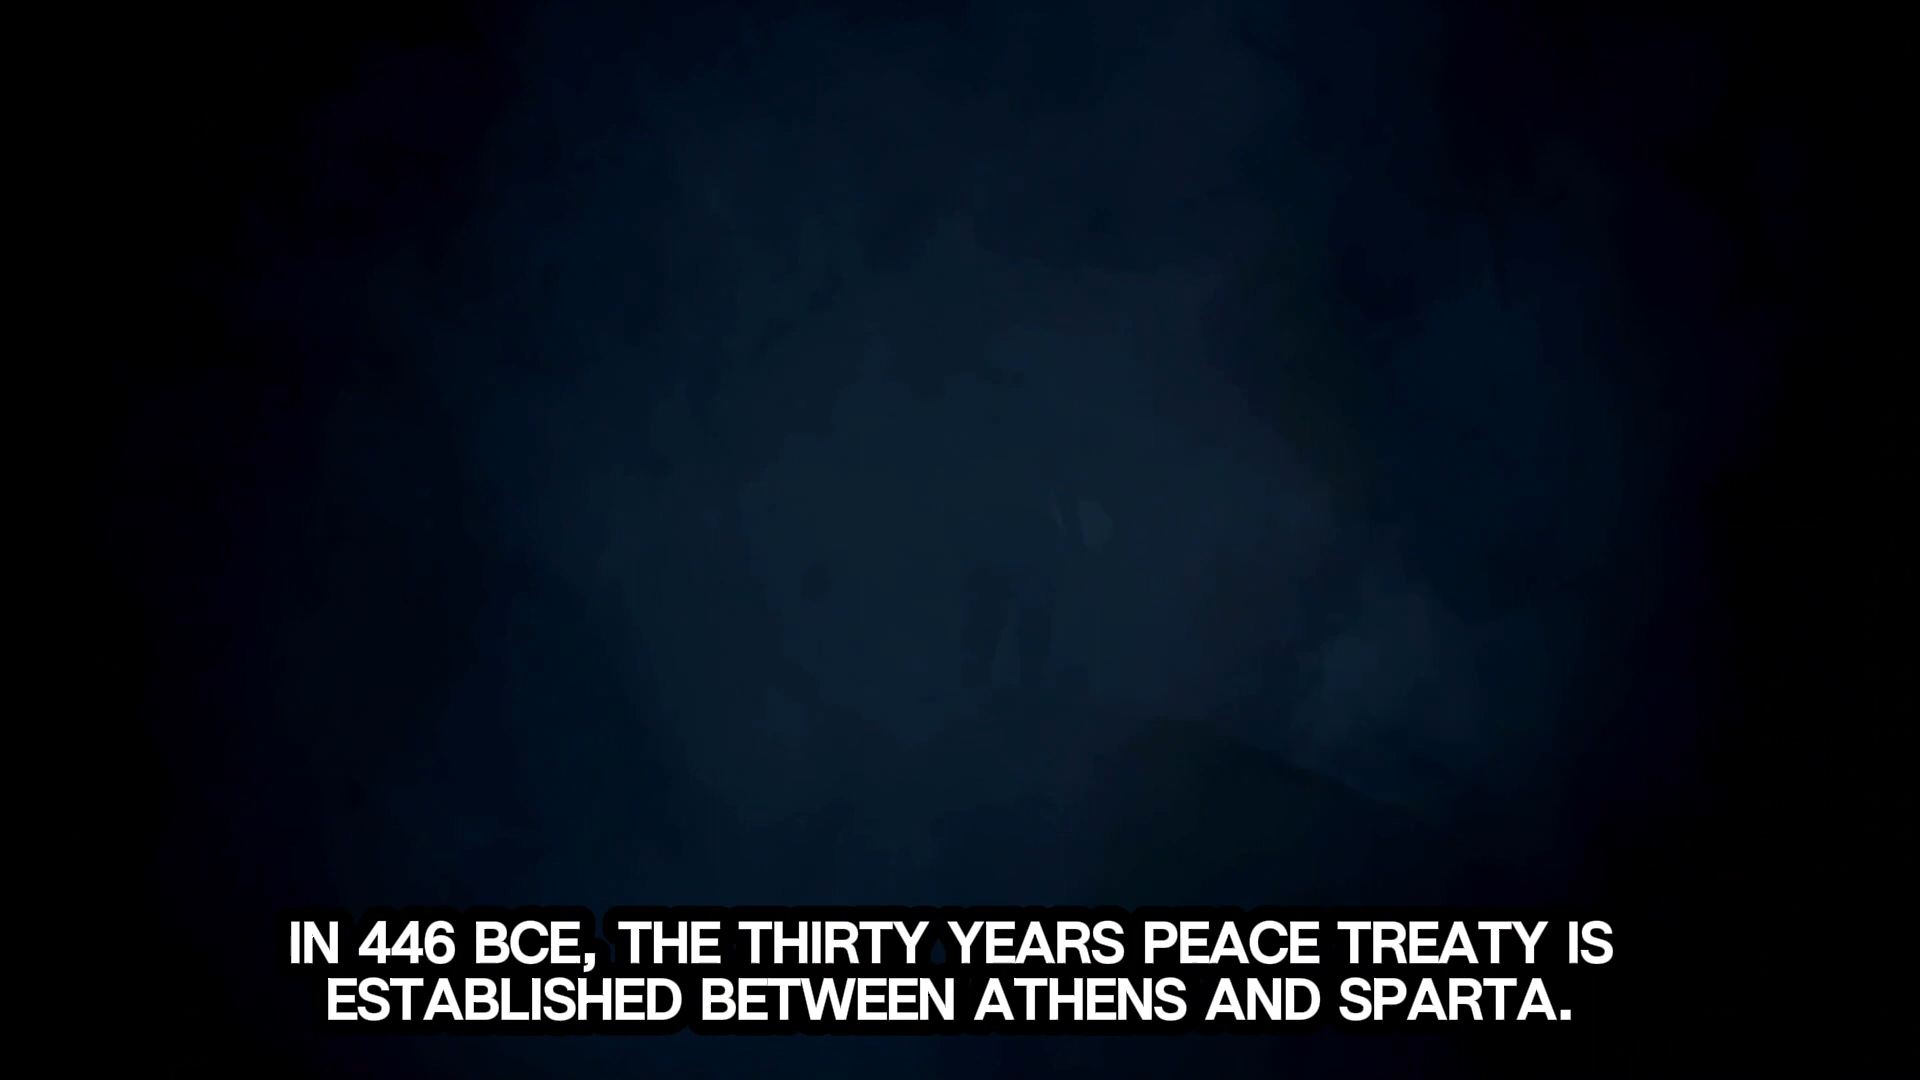 IN 446 BCE, THE THIRTY YEARS PEACE TREATY IS
ESTABLISHED BETWEEN ATHENS AND SPARTA.